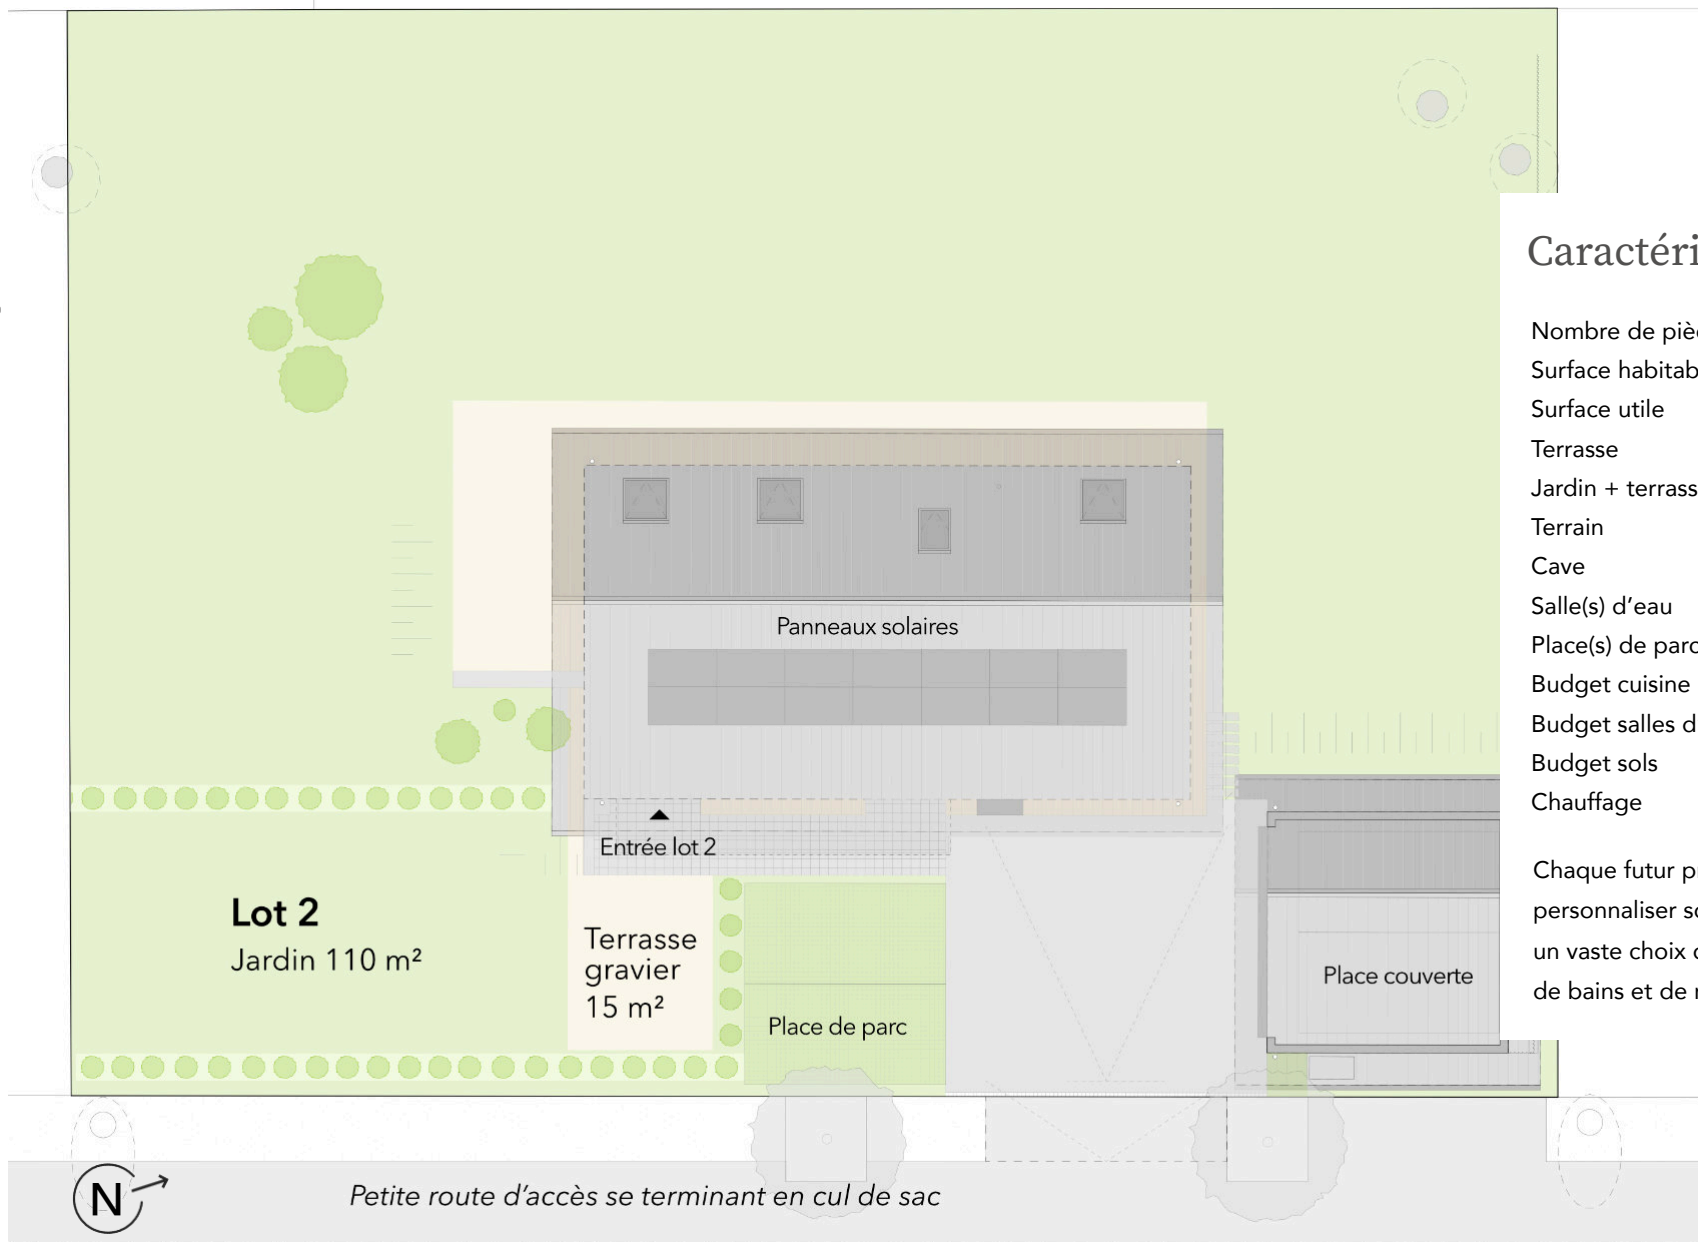 Caractéri
Nombre de piè
Surface habitab
Surface utile
Terrasse
Jardin + terrass
Terrain
Cave
Salle(s) d'eau
Place(s) de parc
Budget cuisine
Budget salles d
Budget sols
Chauffage
Chaque futur p
personnaliser so
un vaste choix
de bains et de
Panneaux solaires
Entrée lot 2
Lot 2
Jardin 110 m²
Terrasse
gravier
15 m²
Place de parc
Place couverte
N
Petite route d'accès se terminant en cul de sac